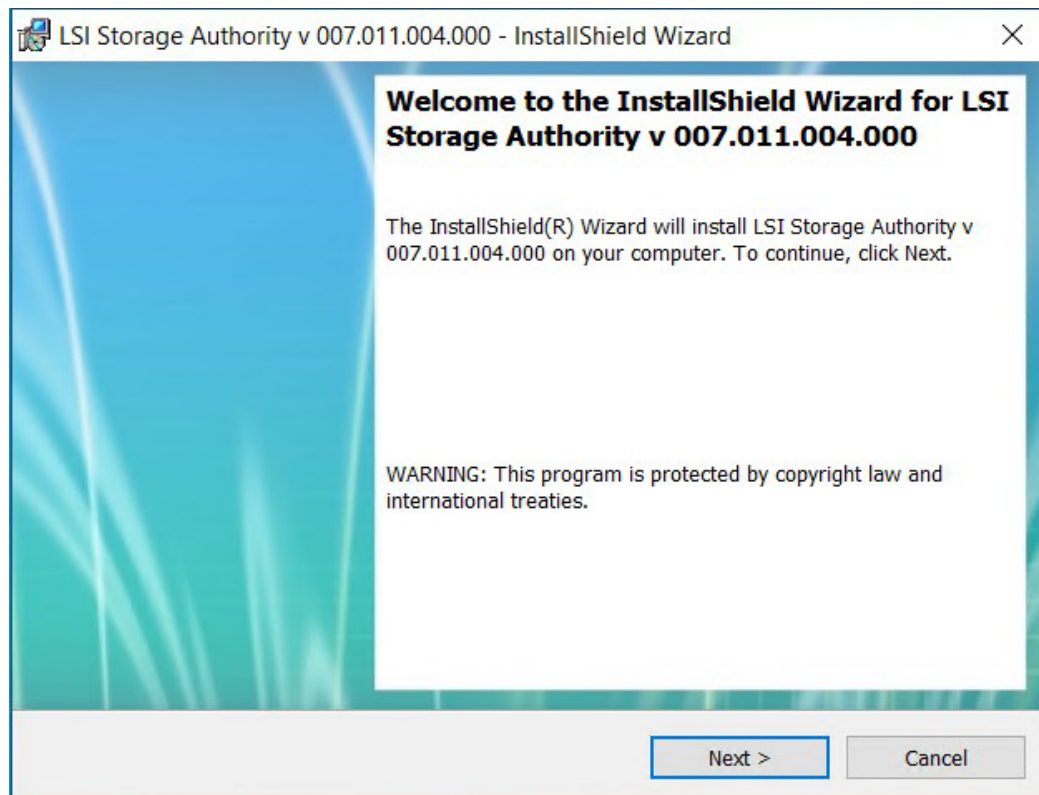 LSI Storage Authority v 007.011.004.000 - InstallShield Wizard
Welcome to the InstallShield Wizard for LSI
Storage Authority v 007.011.004.000
The InstallShield(R) Wizard will install LSI Storage Authority v
007.011.004.000 on your computer. To continue, click Next.
WARNING: This program is protected by copyright law and
international treaties.
Next >
Cancel